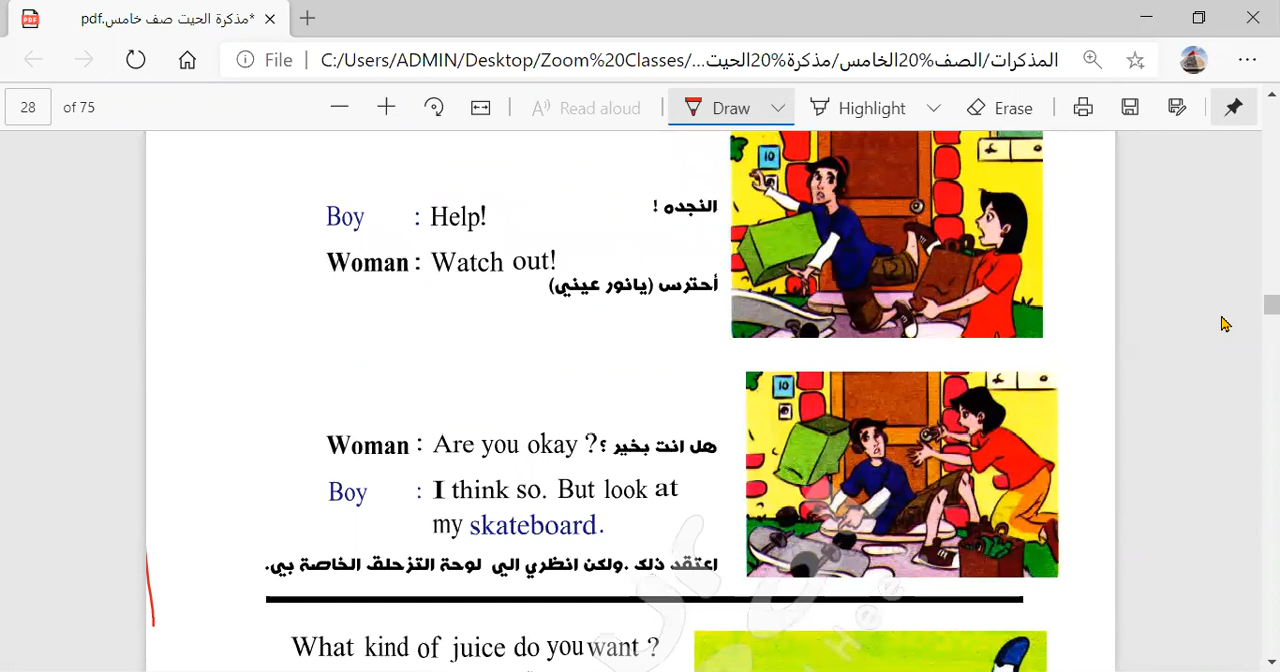 *مذكرة الحيت صف خامس.pdf
File C:/Users/ADMIN/Desktop/Zoom%20Classes/المذكرات/الصف%20الخامس/مذكرة%20الحيت...
28 of 75 Read aloud Draw Highlight Erase
10
Boy : Help!
النجده !
Woman : Watch out!
أحترس (يانور عيني)
10
Woman : Are you okay ? هل انت بخير ؟
Boy : I think so. But look at
my skateboard.
اعتقد ذلك .ولكن انظري الي لوحة التزحلق الخاصة بي.
What kind of juice do you want ?